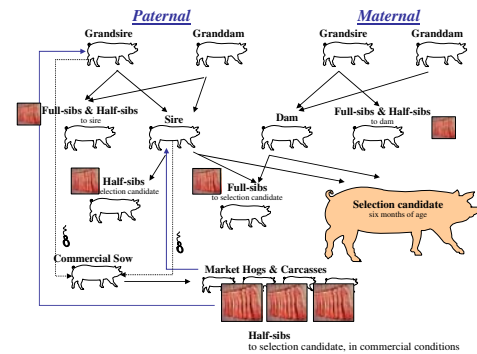 Paternal
Maternal
Grandsire
Granddam
Grandsire
Granddam
Full-sibs & Half-sibs
to sire
Sire
Dam
Full-sibs & Half-sibs
to dam
Half-sibs
selection candidate
Full-sibs
to selection candidate
Selection candidate
six months of age
Commercial Sow
Market Hogs & Carcasses
Half-sibs
to selection candidate, in commercial conditions